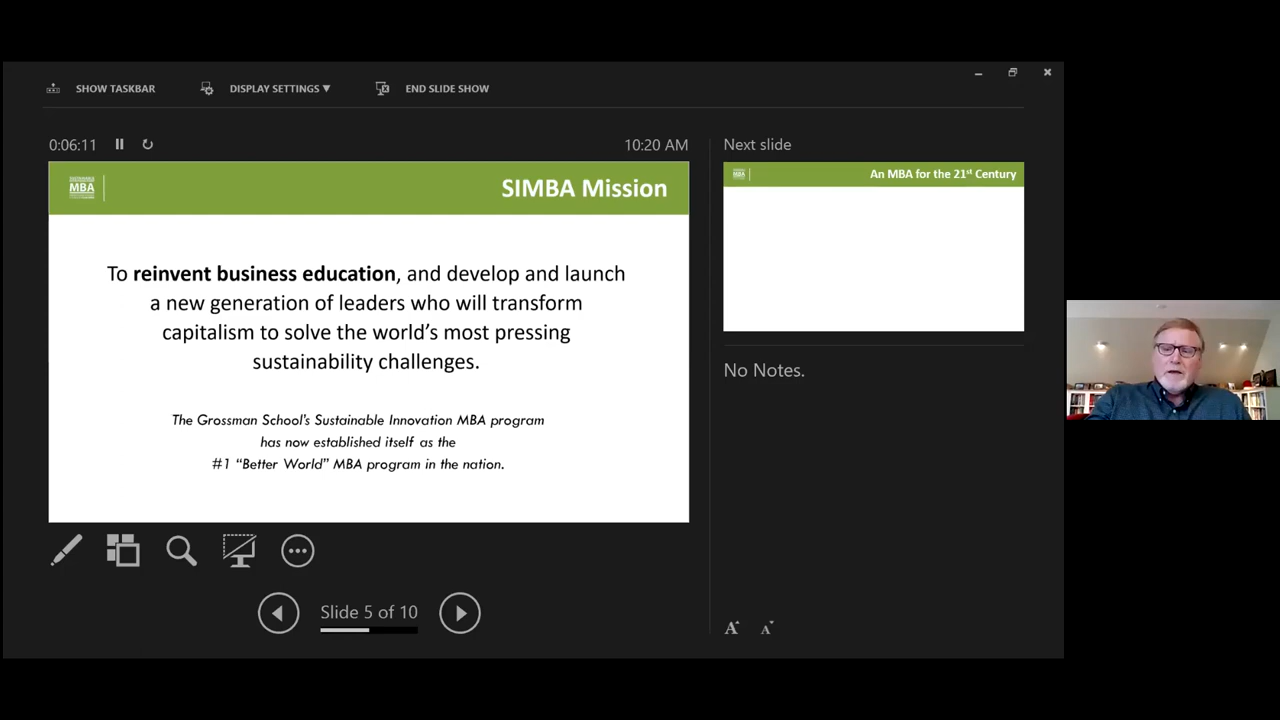 SHOW TASKBAR
DISPLAY SETTINGS ▼
END SLIDE SHOW
0:06:11
10:20 AM
MBA
SIMBA Mission
To reinvent business education, and develop and launch
a new generation of leaders who will transform
capitalism to solve the world's most pressing
sustainability challenges.
The Grossman School's Sustainable Innovation MBA program
has now established itself as the
#1 “Better World” MBA program in the nation.
Slide 5 of 10
Next slide
MBA
An MBA for the 21st Century
No Notes.
A A